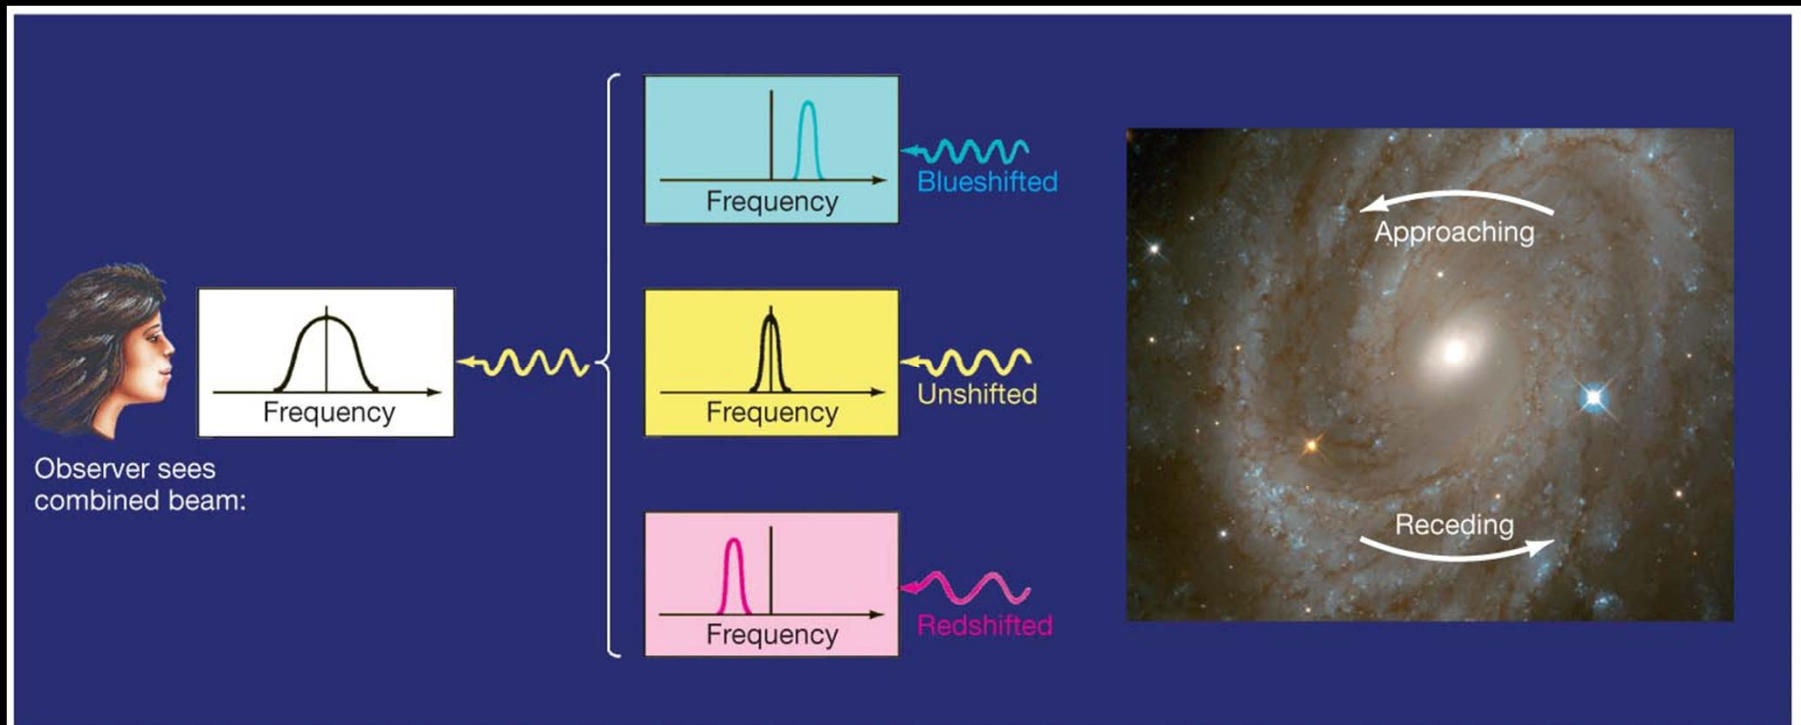 Frequency
Blueshifted
Approaching
Frequency
Frequency
Unshifted
Observer sees
combined beam:
Receding
Frequency
Redshifted